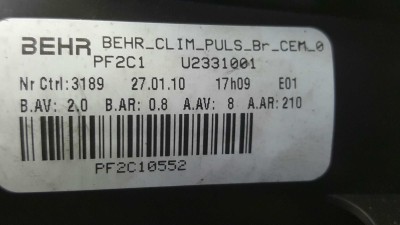 BEHR BEHR_CLIM_PULS_Br_CEM_0
PF2C1 U2331001
Nr Ctrl:3189 27.01.10 17h09 E01
B.AV: 2.0 B.AR: 0.8 A.AV: 8 A.AR: 210
PF2C10552